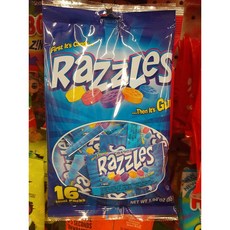 First It's Candy
RAZZLES
...Then It's Gum
RAZZLES
16
NET WT